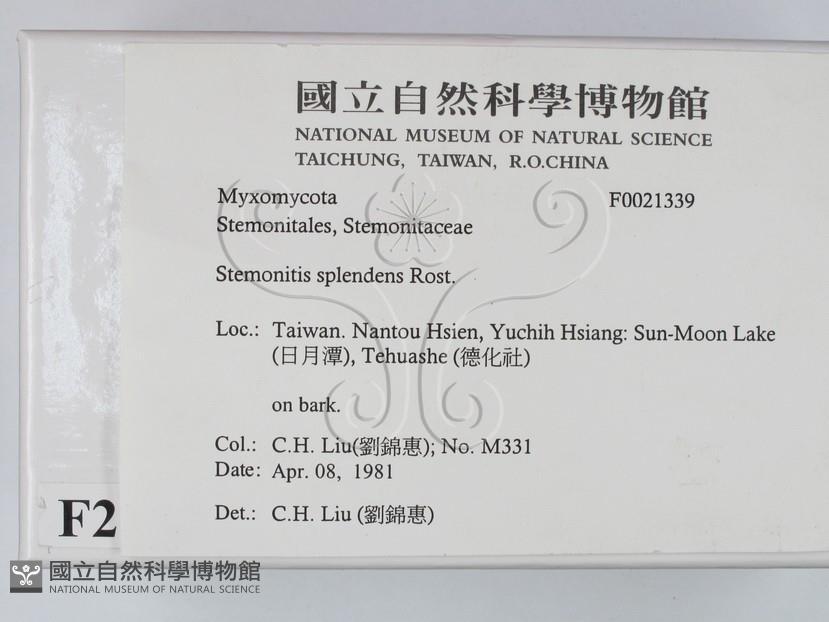 國立自然科學博物館
NATIONAL MUSEUM OF NATURAL SCIENCE
TAICHUNG, TAIWAN, R.O.CHINA
Myxomycota F0021339
Stemonitales, Stemonitaceae
Stemonitis splendens Rost.
Loc.: Taiwan. Nantou Hsien, Yuchih Hsiang: Sun-Moon Lake
(日月潭), Tehuashe (德化社)
on bark.
Col.: C.H. Liu(劉錦惠); No. M331
Date: Apr. 08, 1981
Det.: C.H. Liu (劉錦惠)
F2
國立自然科學博物館
NATIONAL MUSEUM OF NATURAL SCIENCE